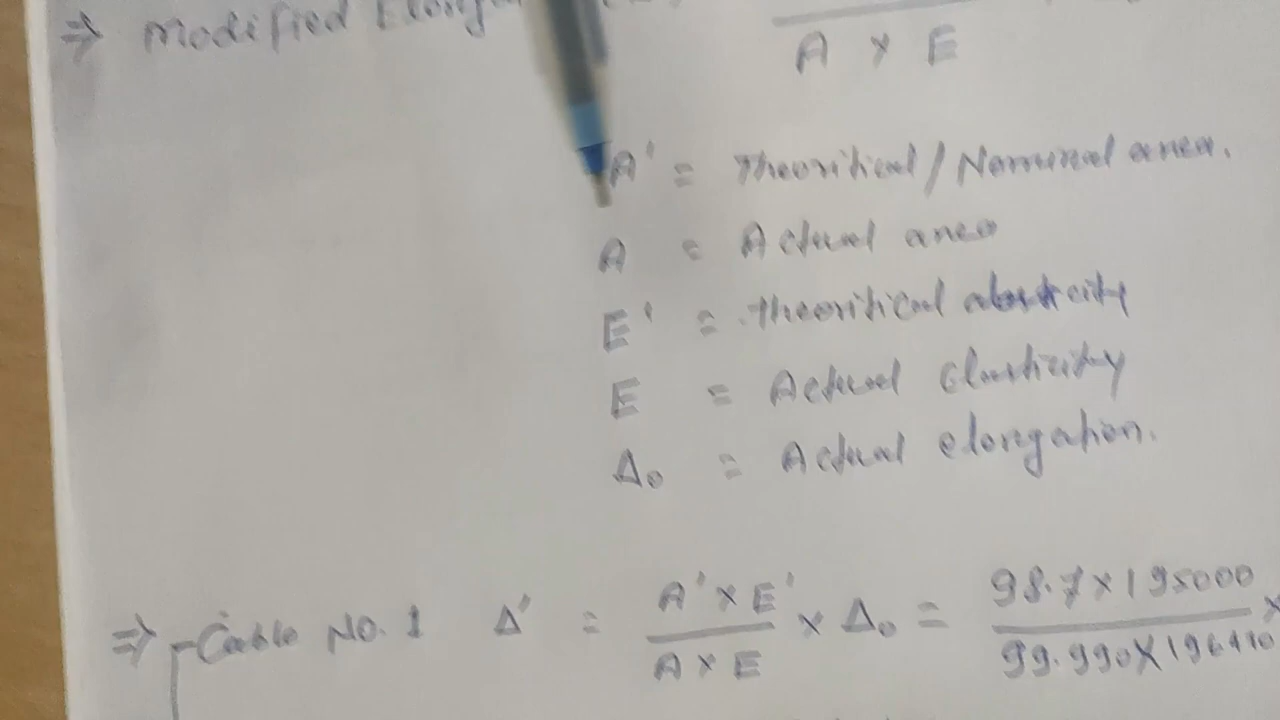 ⇒ Modified
A × E
A' = Theoritical / Nominal area.
A = Actual area
E' = Theoritical elasticity
E = Actual Elasticity
Δ₀ = Actual elongation.
⇒ Cable No. 1 Δ' = A' × E' / A × E × Δ₀ = 98.7 × 195000 / 99.990 ×